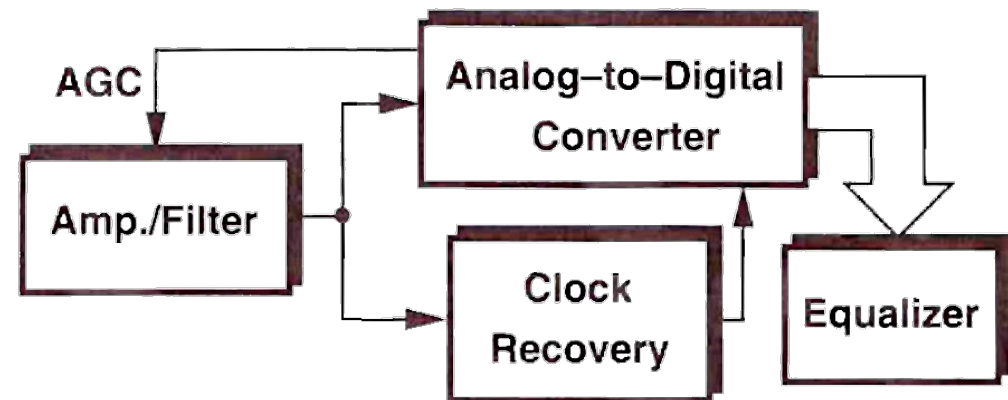 AGC
Analog–to–Digital
Converter
Amp./Filter
Clock
Recovery
Equalizer